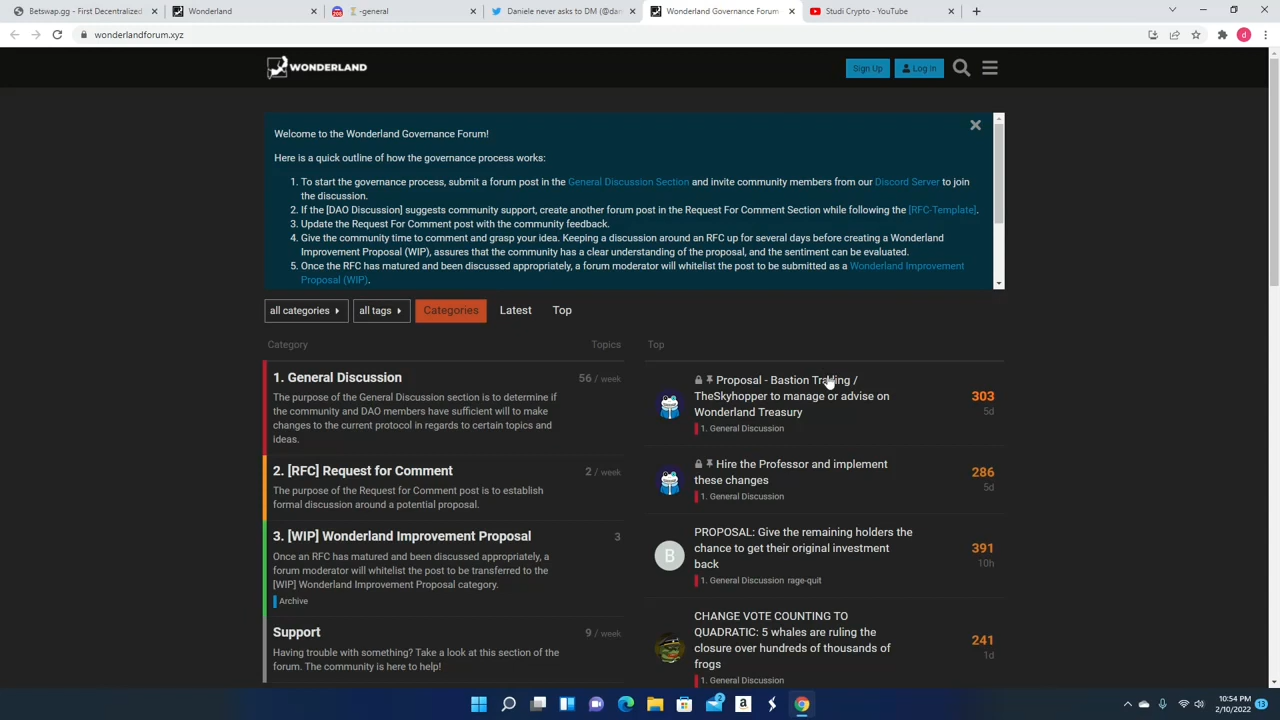 Betswap.gg - First Decentralized
Wonderland
200
⌛-general
Daniele never asks to DM (@dan
Wonderland Governance Forum
Studi Crypto - YouTube
wonderlandforum.xyz
d
WONDERLAND
Sign Up
Log In
Welcome to the Wonderland Governance Forum!
Here is a quick outline of how the governance process works:
1. To start the governance process, submit a forum post in the General Discussion Section and invite community members from our Discord Server to join
the discussion.
2. If the [DAO Discussion] suggests community support, create another forum post in the Request For Comment Section while following the [RFC-Template].
3. Update the Request For Comment post with the community feedback.
4. Give the community time to comment and grasp your idea. Keeping a discussion around an RFC up for several days before creating a Wonderland
Improvement Proposal (WIP), assures that the community has a clear understanding of the proposal, and the sentiment can be evaluated.
5. Once the RFC has matured and been discussed appropriately, a forum moderator will whitelist the post to be submitted as a Wonderland Improvement
Proposal (WIP).
all categories
all tags
Categories
Latest
Top
Category
Topics
1. General Discussion
56 / week
The purpose of the General Discussion section is to determine if
the community and DAO members have sufficient will to make
changes to the current protocol in regards to certain topics and
ideas.
2. [RFC] Request for Comment
2 / week
The purpose of the Request for Comment post is to establish
formal discussion around a potential proposal.
3. [WIP] Wonderland Improvement Proposal
3
Once an RFC has matured and been discussed appropriately, a
forum moderator will whitelist the post to be transferred to the
[WIP] Wonderland Improvement Proposal category.
Archive
Support
9 / week
Having trouble with something? Take a look at this section of the
forum. The community is here to help!
Top
Proposal - Bastion Trading /
TheSkyhopper to manage or advise on
Wonderland Treasury
1. General Discussion
303
5d
Hire the Professor and implement
these changes
1. General Discussion
286
5d
B
PROPOSAL: Give the remaining holders the
chance to get their original investment
back
1. General Discussion rage-quit
391
10h
CHANGE VOTE COUNTING TO
QUADRATIC: 5 whales are ruling the
closure over hundreds of thousands of
frogs
1. General Discussion
241
1d
2
a
10:54 PM
2/10/2022
13